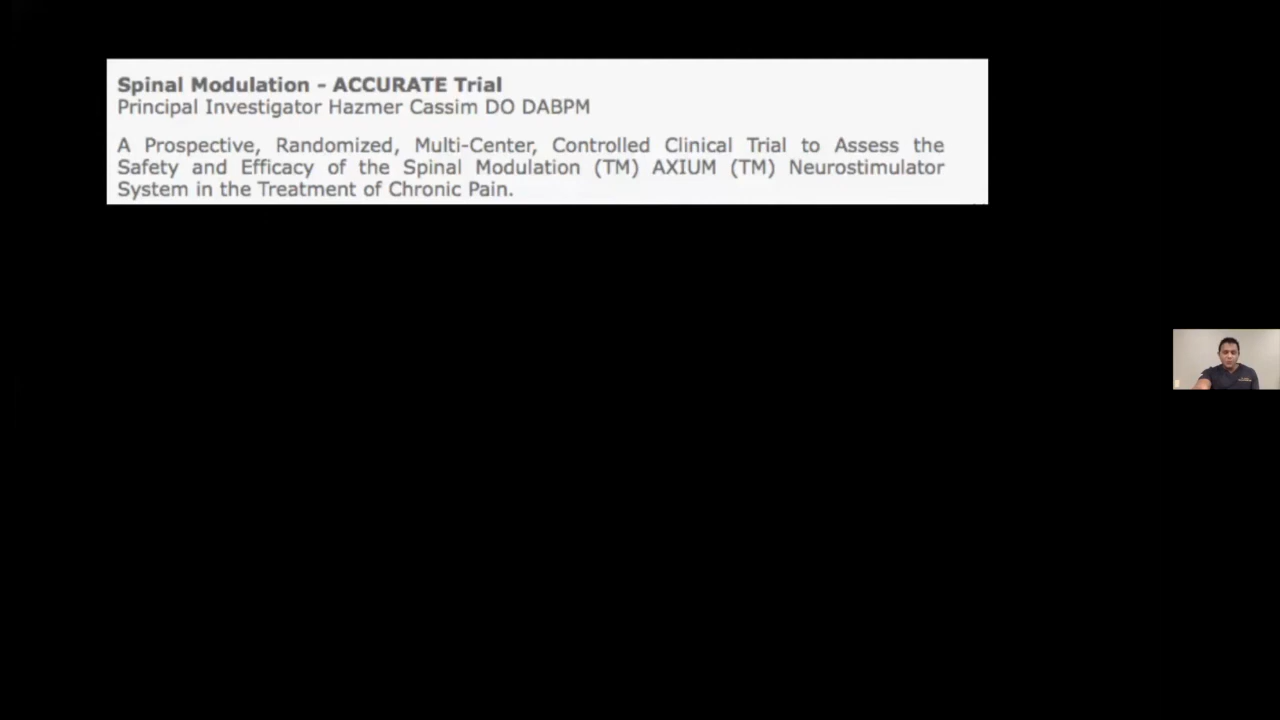 Spinal Modulation - ACCURATE Trial
Principal Investigator Hazmer Cassim DO DABPM
A Prospective, Randomized, Multi-Center, Controlled Clinical Trial to Assess the
Safety and Efficacy of the Spinal Modulation (TM) AXIUM (TM) Neurostimulator
System in the Treatment of Chronic Pain.